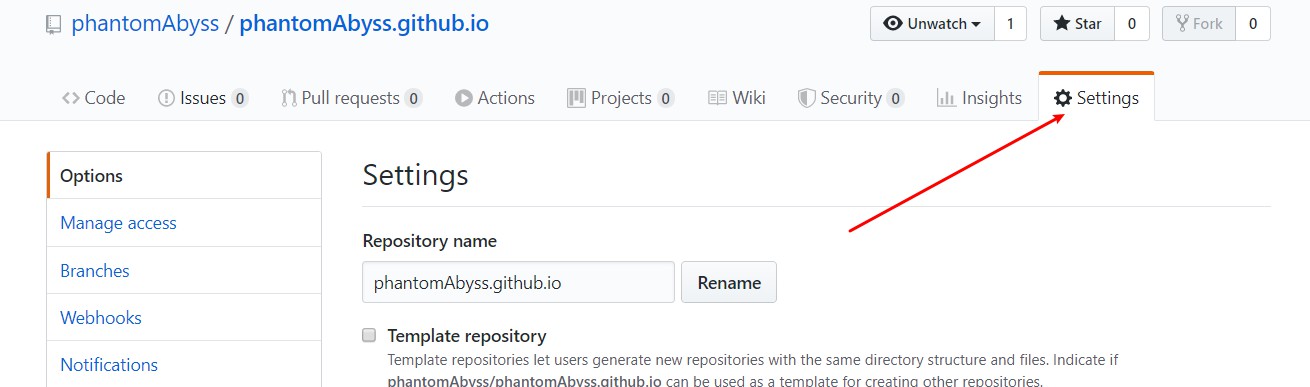 phantomAbyss / phantomAbyss.github.io Unwatch 1 Star 0 Fork 0
Code Issues 0 Pull requests 0 Actions Projects 0 Wiki Security 0 Insights Settings
Options
Manage access
Branches
Webhooks
Notifications
Settings
Repository name
phantomAbyss.github.io Rename
Template repository
Template repositories let users generate new repositories with the same directory structure and files. Indicate if
phantomAbyss/phantomAbyss.github.io can be used as a template for creating other repositories.